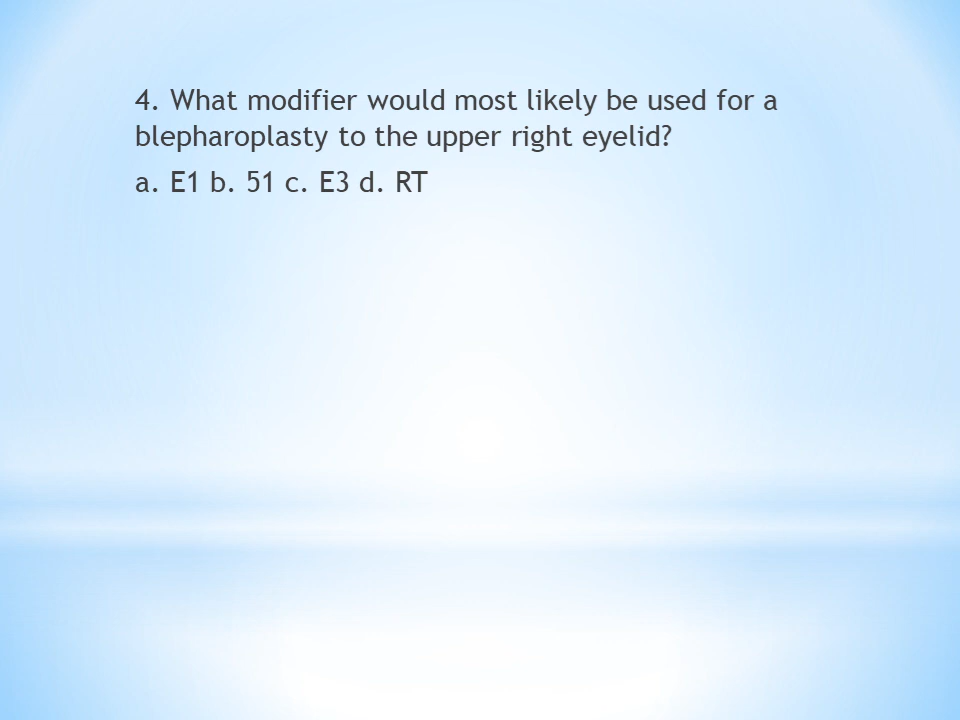 4. What modifier would most likely be used for a
blepharoplasty to the upper right eyelid?
a. E1 b. 51 c. E3 d. RT